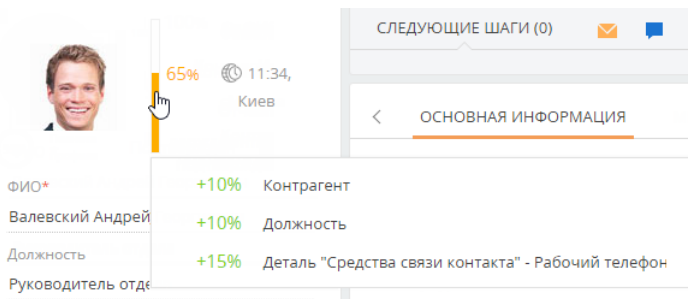 СЛЕДУЮЩИЕ ШАГИ (0)
65%
11:34,
Киев
ОСНОВНАЯ ИНФОРМАЦИЯ
ФИО*
Валевский Андрей
Должность
Руководитель отде
+10% Контрагент
+10% Должность
+15% Деталь "Средства связи контакта" - Рабочий телефон